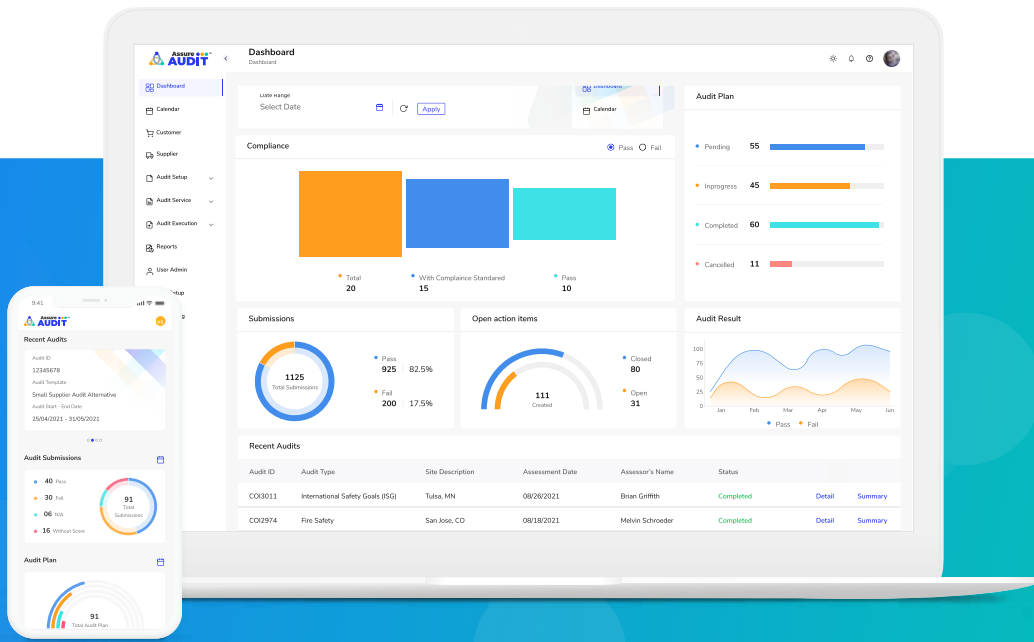 Assure
AUDIT
Dashboard
Dashboard
Dashboard
Calendar
Customer
Supplier
Audit Setup
Audit Service
Audit Execution
Reports
User Admin
etup
g
Date Range
Select Date
Apply
Dashboard
Calendar
Compliance
Pass Fail
Total
20
With Complaince Standared
15
Pass
10
Audit Plan
Pending 55
Inprogress 45
Completed 60
Cancelled 11
Submissions
1125
Total Submissions
Pass
925 82.5%
Fail
200 17.5%
Open action items
111
Created
Closed
80
Open
31
Audit Result
100
75
50
25
0
Jan Feb Mar Apr May Jun
Pass Fail
Recent Audits
Audit ID Audit Type Site Description Assessment Date Assessor's Name Status
COI3011 International Safety Goals (ISG) Tulsa, MN 08/26/2021 Brian Griffith Completed Detail Summary
COI2974 Fire Safety San Jose, CO 08/18/2021 Melvin Schroeder Completed Detail Summary
9:41
Assure
AUDIT
Recent Audits
Audit ID
12345678
Audit Template
Small Supplier Audit Alternative
Audit Start - End Date
25/04/2021 - 31/05/2021
Audit Submissions
40 Pass
30 Fail
06 N/A
16 Without Score
91
Total
Submissions
Audit Plan
91
Total Audit Plan